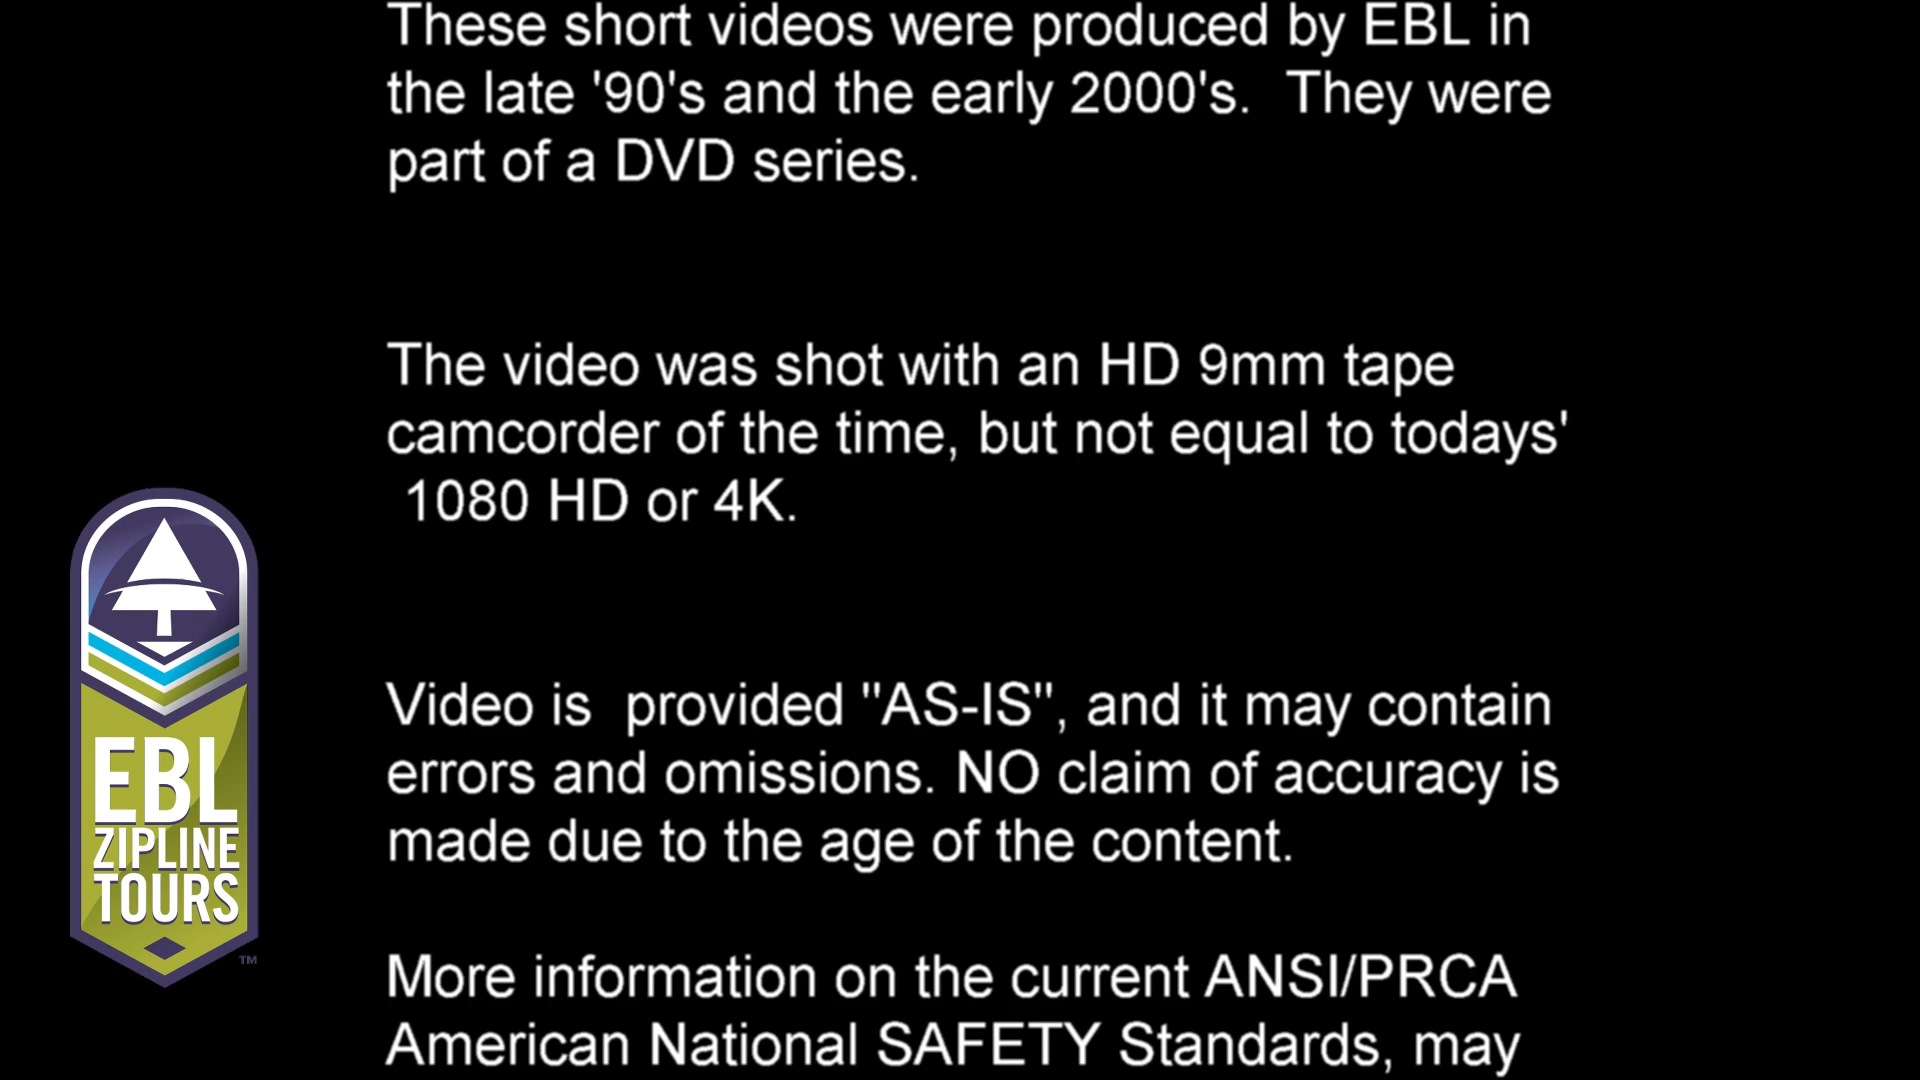 These short videos were produced by EBL in
the late '90's and the early 2000's.  They were
part of a DVD series.
The video was shot with an HD 9mm tape
camcorder of the time, but not equal to todays'
1080 HD or 4K.
Video is  provided "AS-IS", and it may contain
errors and omissions. NO claim of accuracy is
made due to the age of the content.
More information on the current ANSI/PRCA
American National SAFETY Standards, may
EBL
ZIPLINE
TOURS
TM